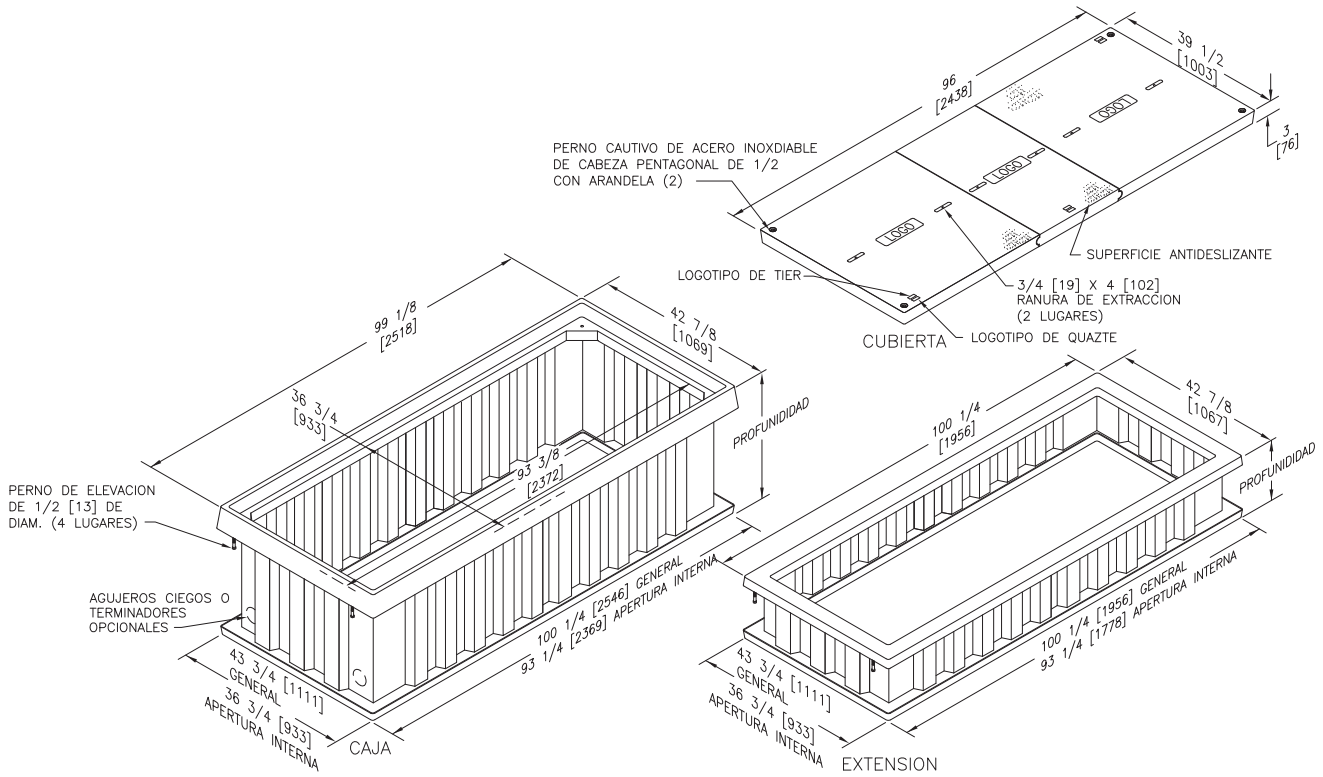 96
[2438]
39 1/2
[1003]
3
[76]
PERNO CAUTIVO DE ACERO INOXDIABLE
DE CABEZA PENTAGONAL DE 1/2
CON ARANDELA (2)
LOGO
LOGO
LOGO
LOGOTIPO DE TIER
SUPERFICIE ANTIDESLIZANTE
3/4 [19] X 4 [102]
RANURA DE EXTRACCION
(2 LUGARES)
LOGOTIPO DE QUAZTE
CUBIERTA
99 1/8
[2518]
42 7/8
[1069]
36 3/4
[933]
93 3/8
[2372]
PROFUNIDIDAD
PERNO DE ELEVACION
DE 1/2 [13] DE
DIAM. (4 LUGARES)
AGUJEROS CIEGOS O
TERMINADORES
OPCIONALES
43 3/4 [1111]
GENERAL
36 3/4 [933]
APERTURA INTERNA
100 1/4 [2546] GENERAL
93 1/4 [2369] APERTURA INTERNA
CAJA
100 1/4
[1956]
42 7/8
[1067]
PROFUNIDIDAD
43 3/4 [1111]
GENERAL
36 3/4 [933]
APERTURA INTERNA
100 1/4 [1956] GENERAL
93 1/4 [1778] APERTURA INTERNA
EXTENSION